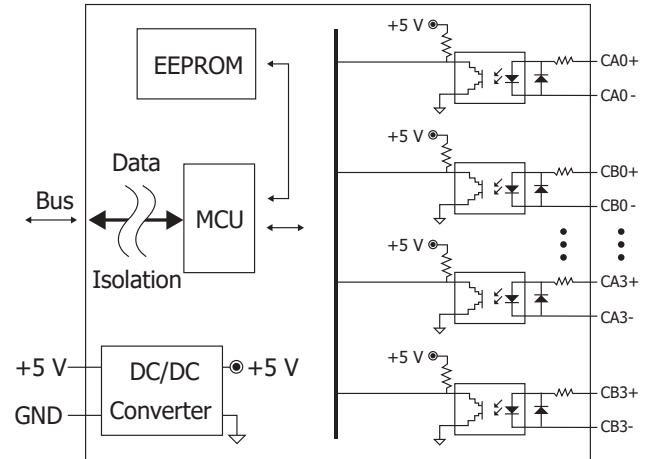 EEPROM
Data
Bus
MCU
Isolation
+5 V
GND
DC/DC
Converter
+5 V
+5 V
CA0+
CA0-
+5 V
CB0+
CB0-
+5 V
CA3+
CA3-
+5 V
CB3+
CB3-